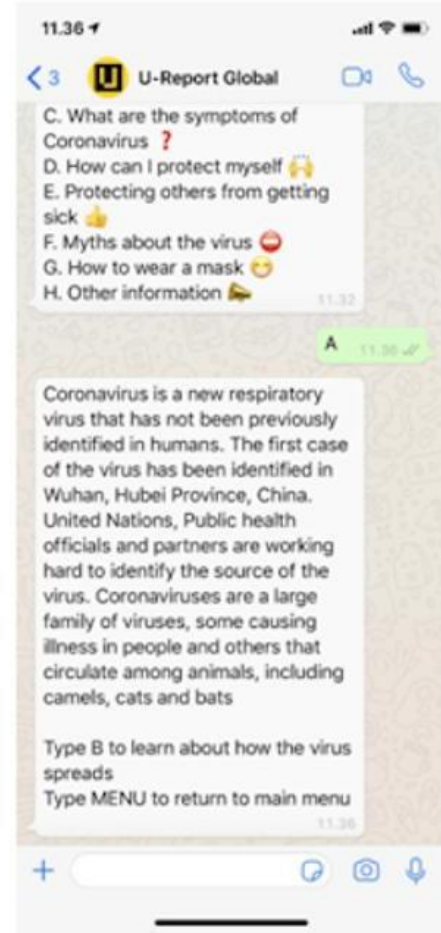 11.36
3 U-Report Global
C. What are the symptoms of
Coronavirus ❓
D. How can I protect myself 🙌
E. Protecting others from getting
sick 👍
F. Myths about the virus ⛔
G. How to wear a mask 😷
H. Other information 📯
11.32
A 11.36
Coronavirus is a new respiratory
virus that has not been previously
identified in humans. The first case
of the virus has been identified in
Wuhan, Hubei Province, China.
United Nations, Public health
officials and partners are working
hard to identify the source of the
virus. Coronaviruses are a large
family of viruses, some causing
illness in people and others that
circulate among animals, including
camels, cats and bats
Type B to learn about how the virus
spreads
Type MENU to return to main menu
11.36